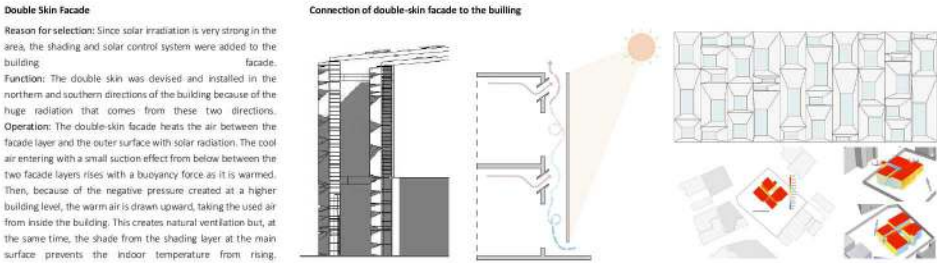 Double Skin Facade
Reason for selection: Since solar irradiation is very strong in the
area, the shading and solar control system were added to the
building facade.
Function: The double skin was devised and installed in the
northern and southern directions of the building because of the
huge radiation that comes from these two directions.
Operation: The double-skin facade heats the air between the
facade layer and the outer surface with solar radiation. The cool
air entering with a small suction effect from below between the
two facade layers rises with a buoyancy force as it is warmed.
Then, because of the negative pressure created at a higher
building level, the warm air is drawn upward, taking the used air
from inside the building. This creates natural ventilation but, at
the same time, the shade from the shading layer at the main
surface prevents the indoor temperature from rising.
Connection of double-skin facade to the builling